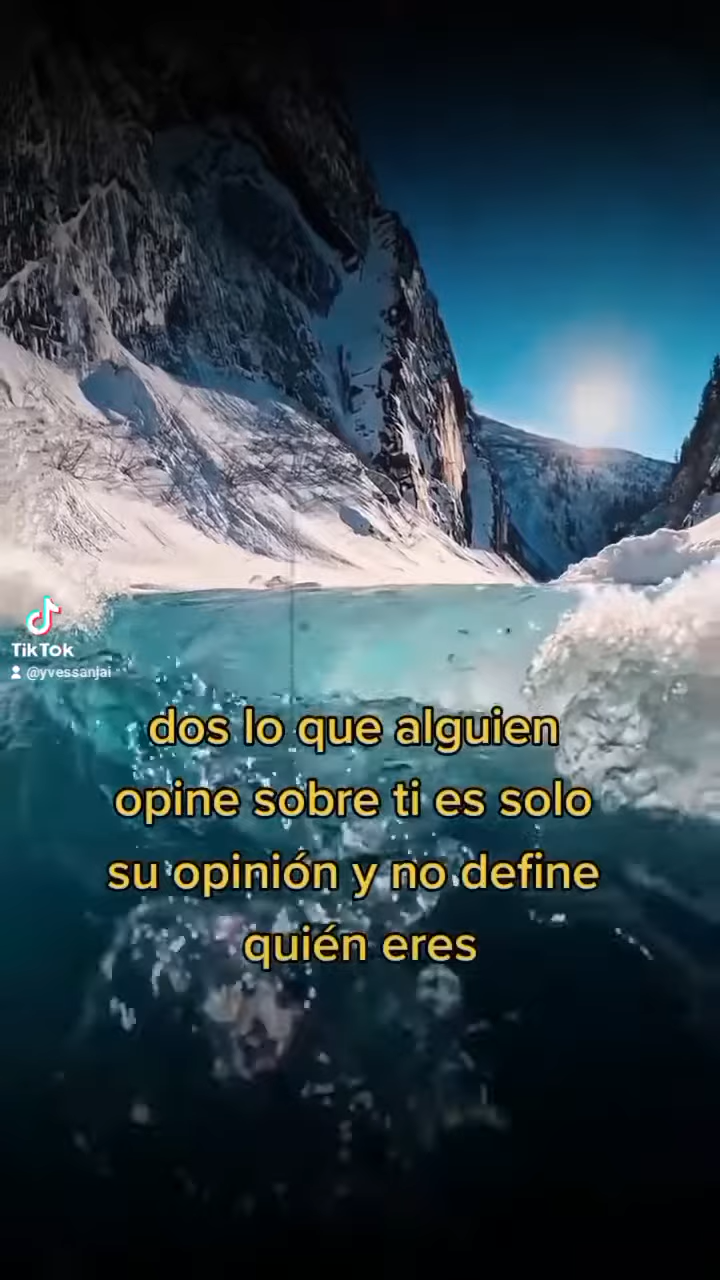 TikTok
@yvessanjai
dos lo que alguien
opine sobre ti es solo
su opinión y no define
quién eres